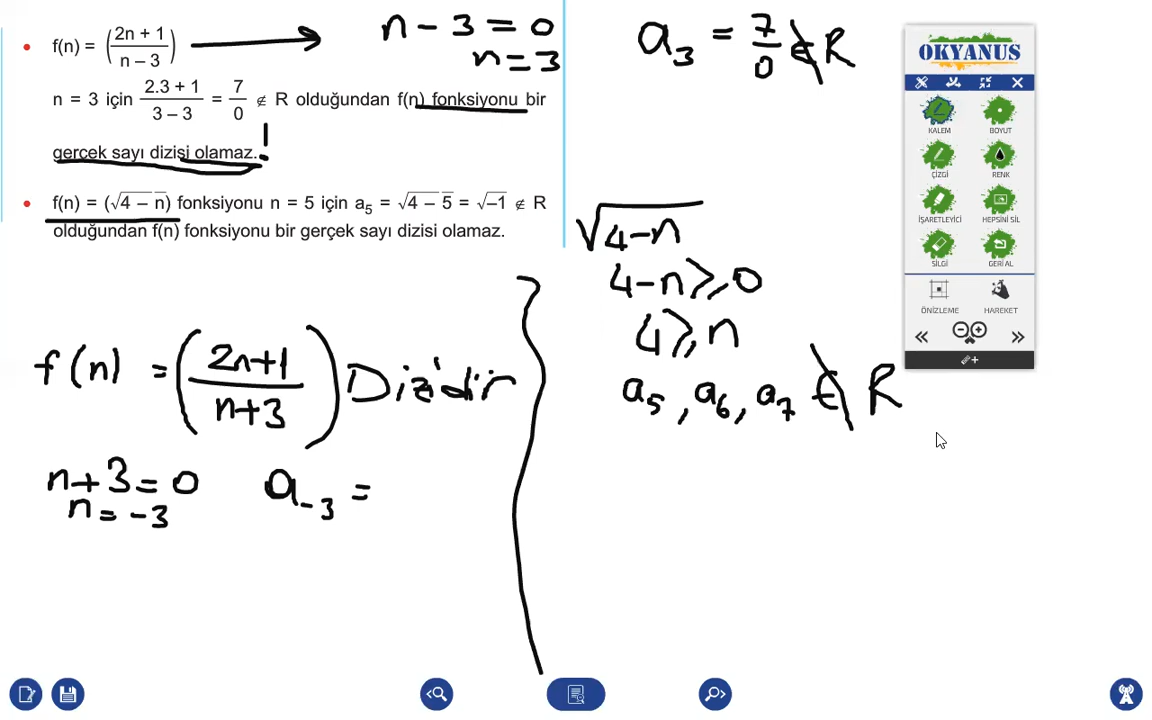 • f(n) = ( (2n + 1)/(n – 3) )
n – 3 = 0
n = 3
a₃ = 7/0 ∉ R
n = 3 için (2.3 + 1)/(3 – 3) = 7/0 ∉ R olduğundan f(n) fonksiyonu bir
gerçek sayı dizisi olamaz. !
• f(n) = (√4 – n) fonksiyonu n = 5 için a₅ = √4 – 5 = √–1 ∉ R
olduğundan f(n) fonksiyonu bir gerçek sayı dizisi olamaz.
√4–n
4–n ≥ 0
4 ≥ n
a₅, a₆, a₇ ∉ R
f(n) = ( (2n+1)/(n+3) ) Dizidir
n+3=0
n = –3
a₋₃ =
OKYANUS
KALEM BOYUT
ÇİZGİ RENK
İŞARETLEYİCİ HEPSİNİ SİL
SİLGİ GERİ AL
ÖNİZLEME HAREKET